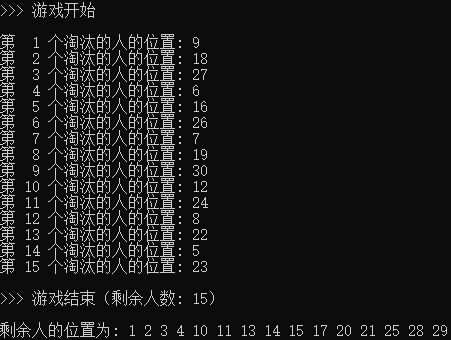 >>> 游戏开始
第  1 个淘汰的人的位置: 9
第  2 个淘汰的人的位置: 18
第  3 个淘汰的人的位置: 27
第  4 个淘汰的人的位置: 6
第  5 个淘汰的人的位置: 16
第  6 个淘汰的人的位置: 26
第  7 个淘汰的人的位置: 7
第  8 个淘汰的人的位置: 19
第  9 个淘汰的人的位置: 30
第 10 个淘汰的人的位置: 12
第 11 个淘汰的人的位置: 24
第 12 个淘汰的人的位置: 8
第 13 个淘汰的人的位置: 22
第 14 个淘汰的人的位置: 5
第 15 个淘汰的人的位置: 23
>>> 游戏结束（剩余人数: 15）
剩余人的位置为: 1 2 3 4 10 11 13 14 15 17 20 21 25 28 29